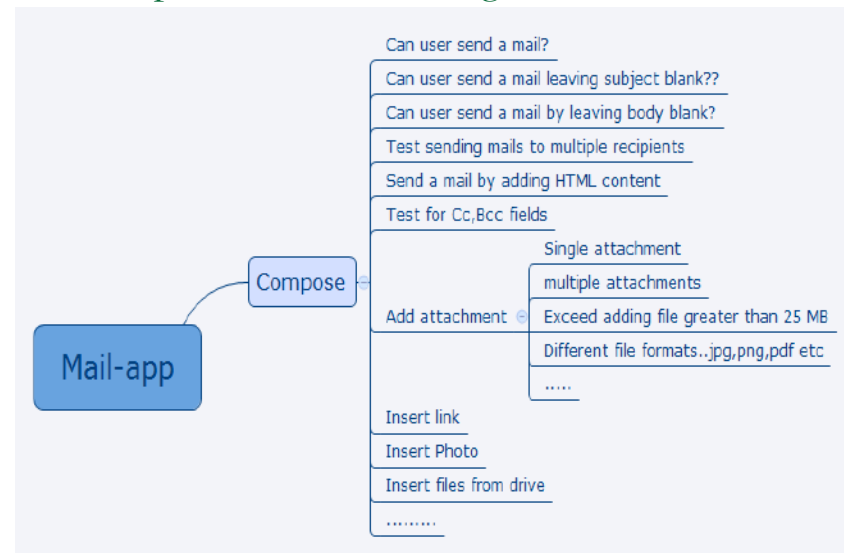 Can user send a mail?
Can user send a mail leaving subject blank??
Can user send a mail by leaving body blank?
Test sending mails to multiple recipients
Send a mail by adding HTML content
Test for Cc,Bcc fields
Single attachment
Compose
multiple attachments
Add attachment
Exceed adding file greater than 25 MB
Different file formats..jpg,png,pdf etc
Mail-app
.....
Insert link
Insert Photo
Insert files from drive
.........